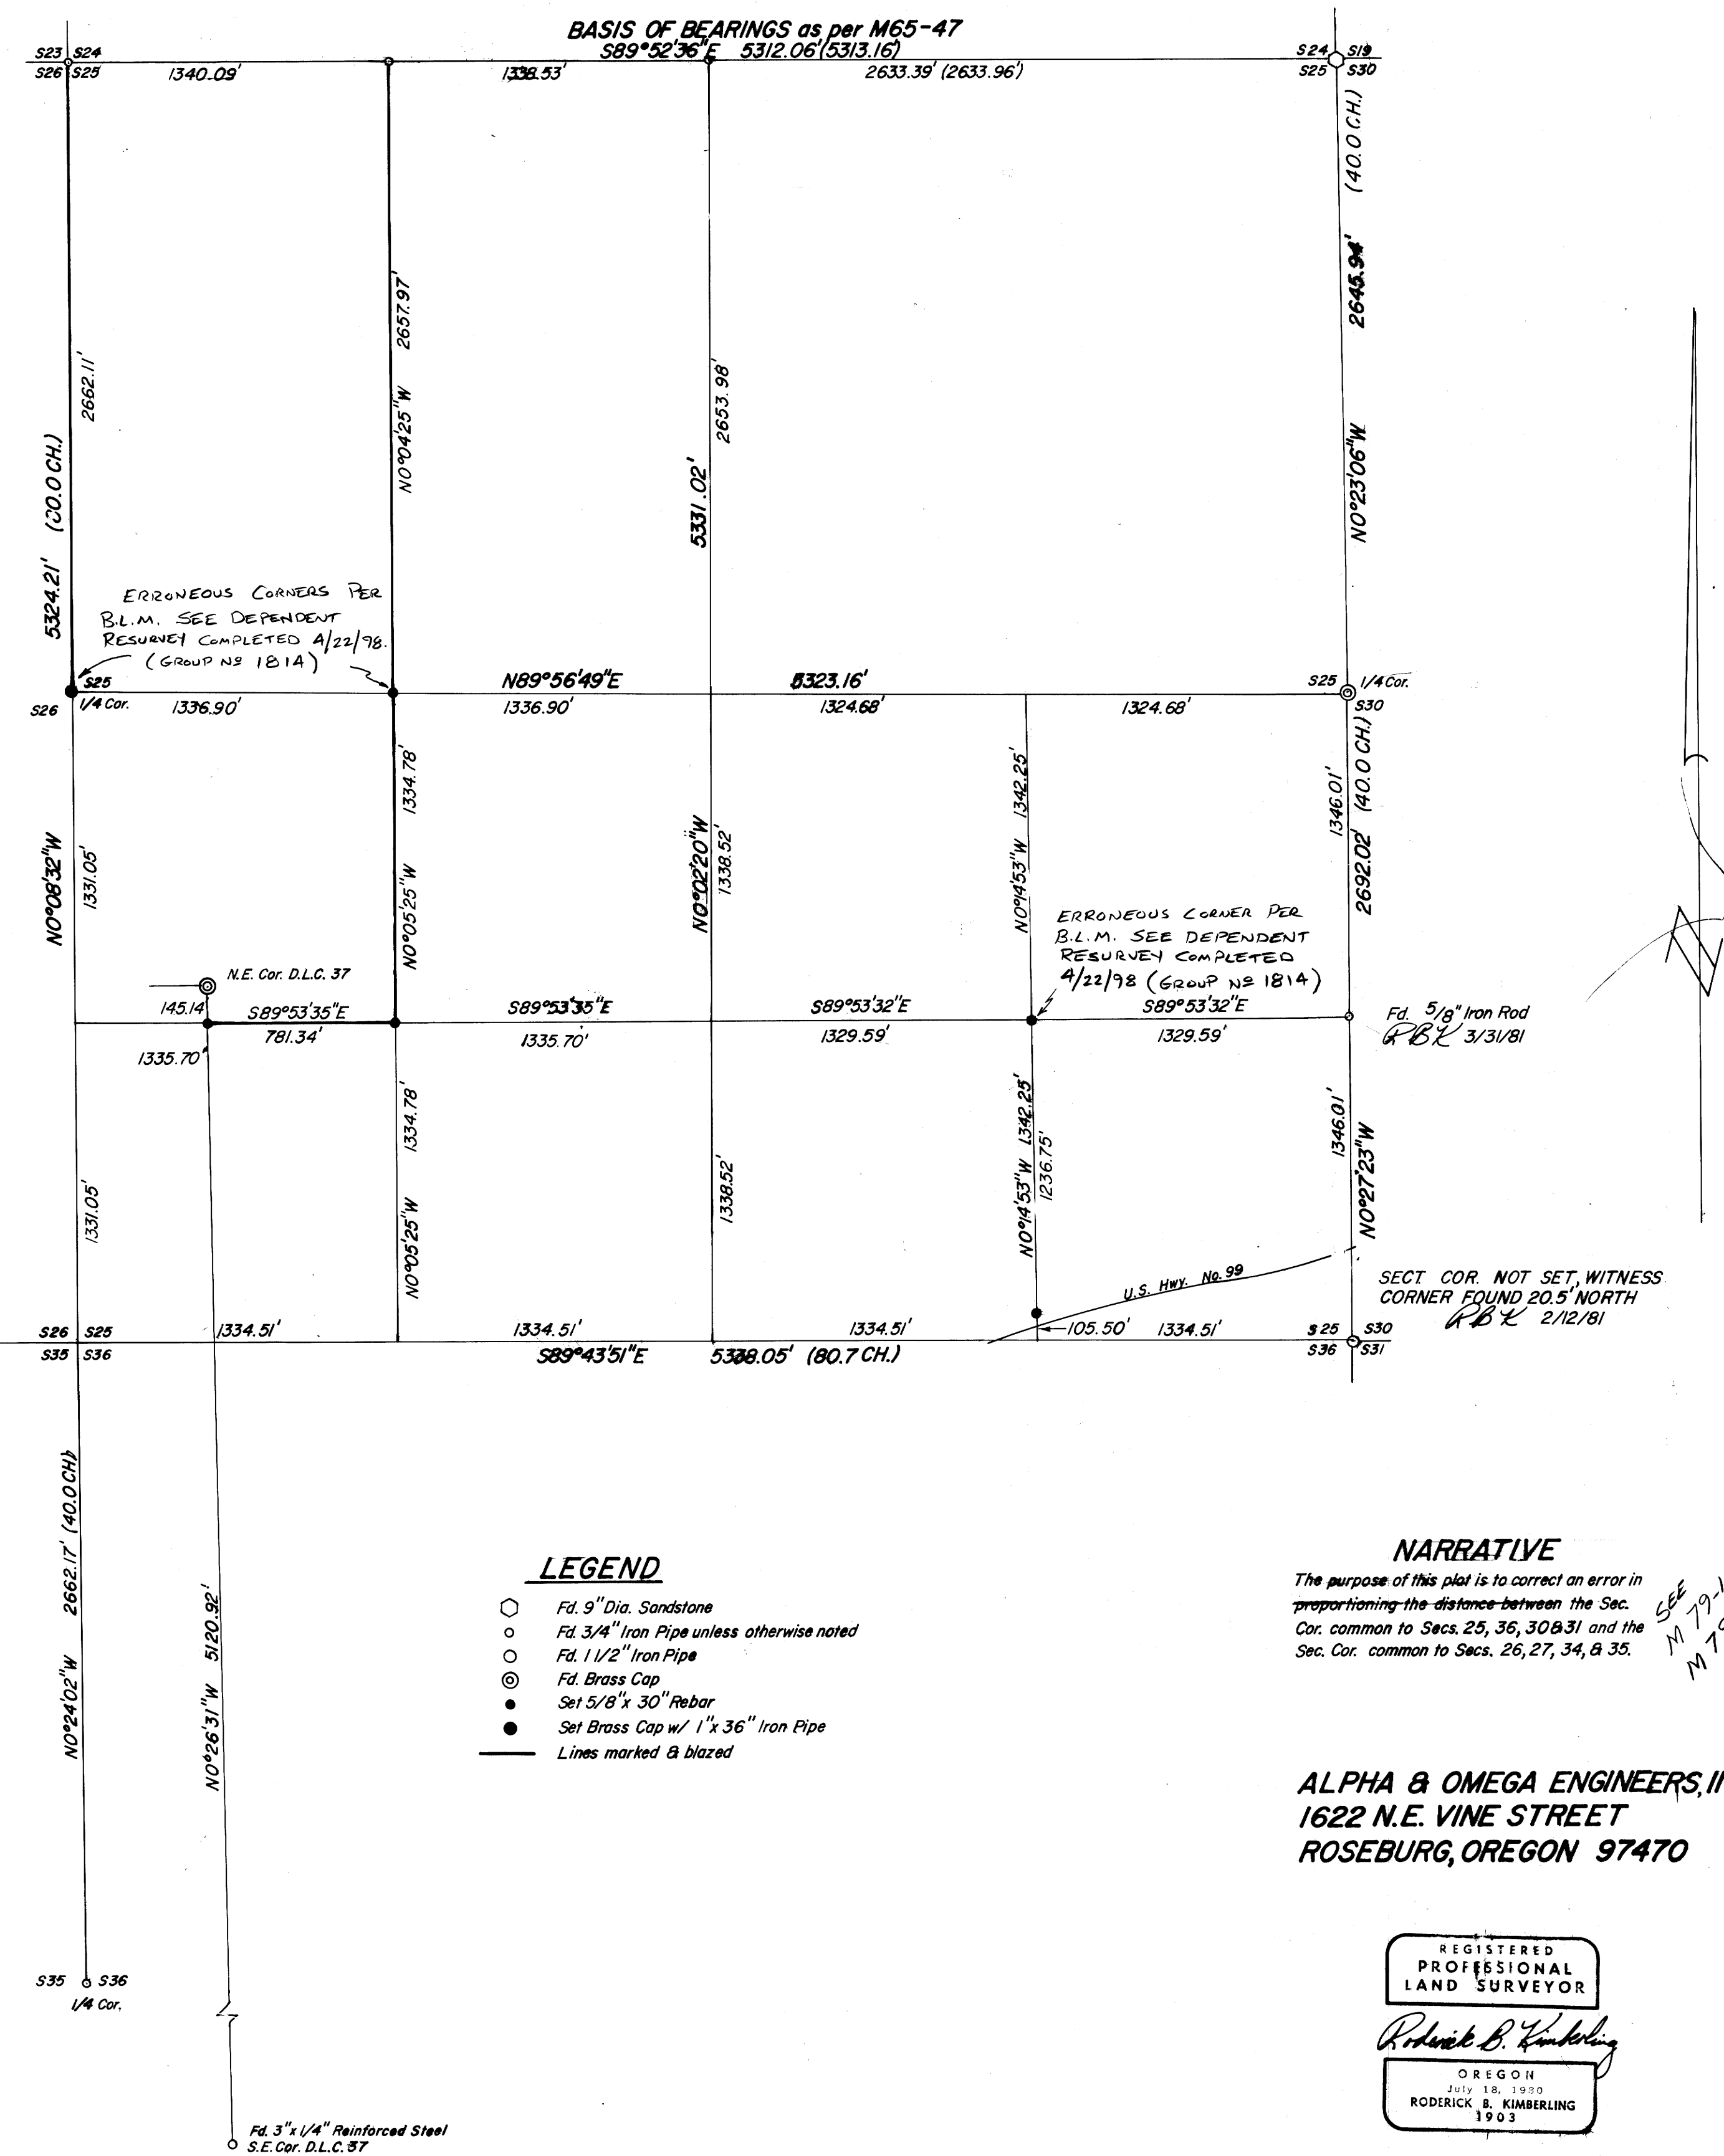 BASIS OF BEARINGS as per M65-47
S89°52'36"E 5312.06'(5313.16')
S23 S24
S26 S25
1340.09'
1338.53'
2633.39' (2633.96')
S24 S19
S25 S30
(40.0 CH.)
2645.94'
N0°23'06"W
2662.11'
5324.21' (80.0 CH.)
2657.97'
N0°04'25"W
2653.98'
5331.02'
ERRONEOUS CORNERS PER
B.L.M. SEE DEPENDENT
RESURVEY COMPLETED 4/22/98.
(GROUP No 1814)
S25
S26 1/4 Cor.
1336.90'
N89°56'49"E
5323.16'
1336.90'
1324.68'
1324.68'
S25 1/4 Cor.
S30
N0°08'32"W
1331.05'
1334.78'
N0°05'25"W
N0°02'20"W
1338.52'
N0°14'53"W 1342.25'
1346.01'
2692.02' (40.0 CH.)
ERRONEOUS CORNER PER
B.L.M. SEE DEPENDENT
RESURVEY COMPLETED
4/22/98 (GROUP No 1814)
N.E. Cor. D.L.C. 37
145.14'
S89°53'35"E
781.34'
1335.70'
S89°53'35"E
1335.70'
S89°53'32"E
1329.59'
S89°53'32"E
1329.59'
Fd. 5/8" Iron Rod
RBK 3/31/81
1331.05'
1334.78'
N0°05'25"W
1338.52'
N0°14'53"W 1342.25'
1236.75'
1346.01'
N0°27'23"W
U.S. Hwy. No. 99
SECT. COR. NOT SET, WITNESS
CORNER FOUND 20.5' NORTH
RBK 2/12/81
S26 S25
S35 S36
1334.51'
1334.51'
1334.51'
105.50'
1334.51'
S25 S30
S36 S31
S89°43'51"E 5338.05' (80.7 CH.)
N0°24'02"W 2662.17' (40.0 CH)
N0°26'31"W 5120.92'
S35 S36
1/4 Cor.
Fd. 3"x1/4" Reinforced Steel
S.E. Cor. D.L.C. 37
LEGEND
Fd. 9" Dia. Sandstone
Fd. 3/4" Iron Pipe unless otherwise noted
Fd. 1 1/2" Iron Pipe
Fd. Brass Cap
Set 5/8"x 30" Rebar
Set Brass Cap w/ 1"x 36" Iron Pipe
Lines marked & blazed
NARRATIVE
The purpose of this plat is to correct an error in
proportioning the distance between the Sec.
Cor. common to Secs. 25, 36, 30&31 and the
Sec. Cor. common to Secs. 26, 27, 34, & 35.
SEE
M 79-1
M 79
ALPHA & OMEGA ENGINEERS, I
1622 N.E. VINE STREET
ROSEBURG, OREGON 97470
REGISTERED
PROFESSIONAL
LAND SURVEYOR
Roderick B. Kimberling
OREGON
July 18, 1980
RODERICK B. KIMBERLING
1903